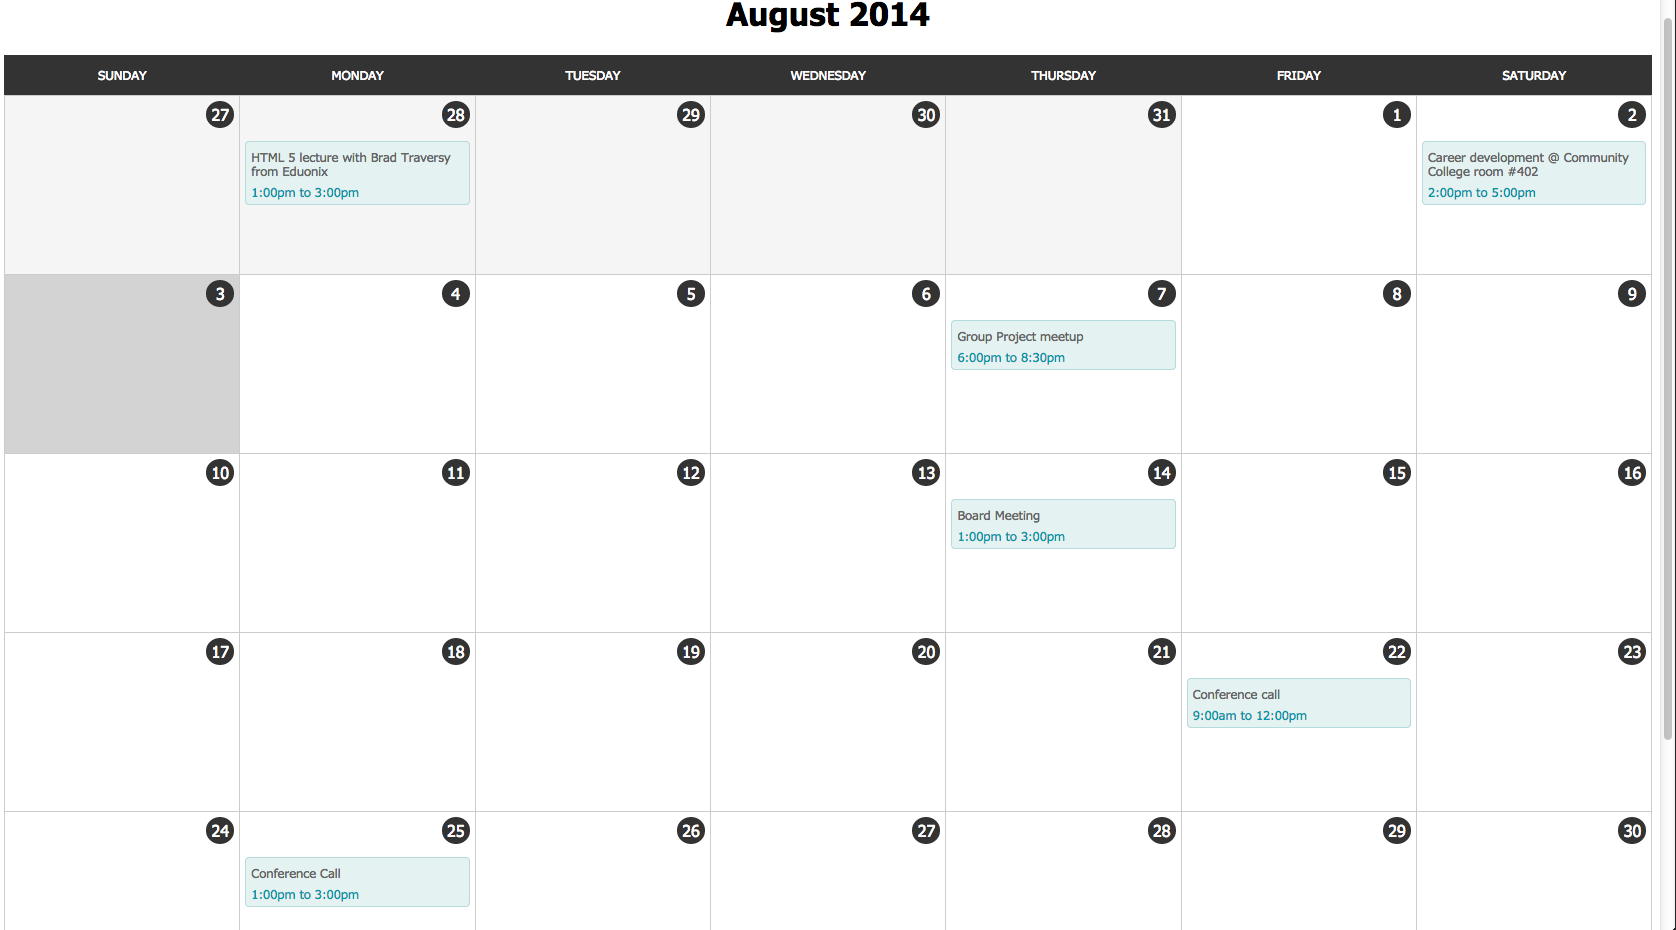 August 2014
SUNDAY MONDAY TUESDAY WEDNESDAY THURSDAY FRIDAY SATURDAY
27 28 29 30 31 1 2
HTML 5 lecture with Brad Traversy
from Eduonix
1:00pm to 3:00pm
Career development @ Community
College room #402
2:00pm to 5:00pm
3 4 5 6 7 8 9
Group Project meetup
6:00pm to 8:30pm
10 11 12 13 14 15 16
Board Meeting
1:00pm to 3:00pm
17 18 19 20 21 22 23
Conference call
9:00am to 12:00pm
24 25 26 27 28 29 30
Conference Call
1:00pm to 3:00pm